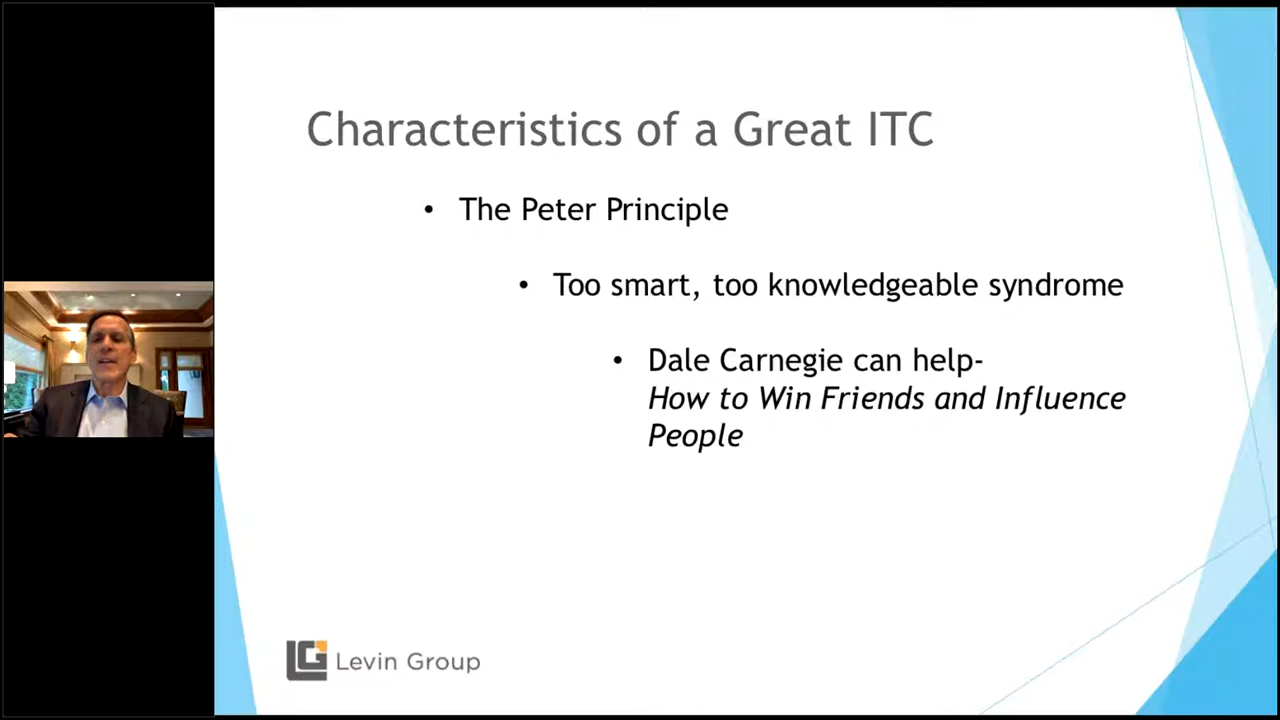 Characteristics of a Great ITC
• The Peter Principle
• Too smart, too knowledgeable syndrome
• Dale Carnegie can help-
How to Win Friends and Influence
People
LG Levin Group